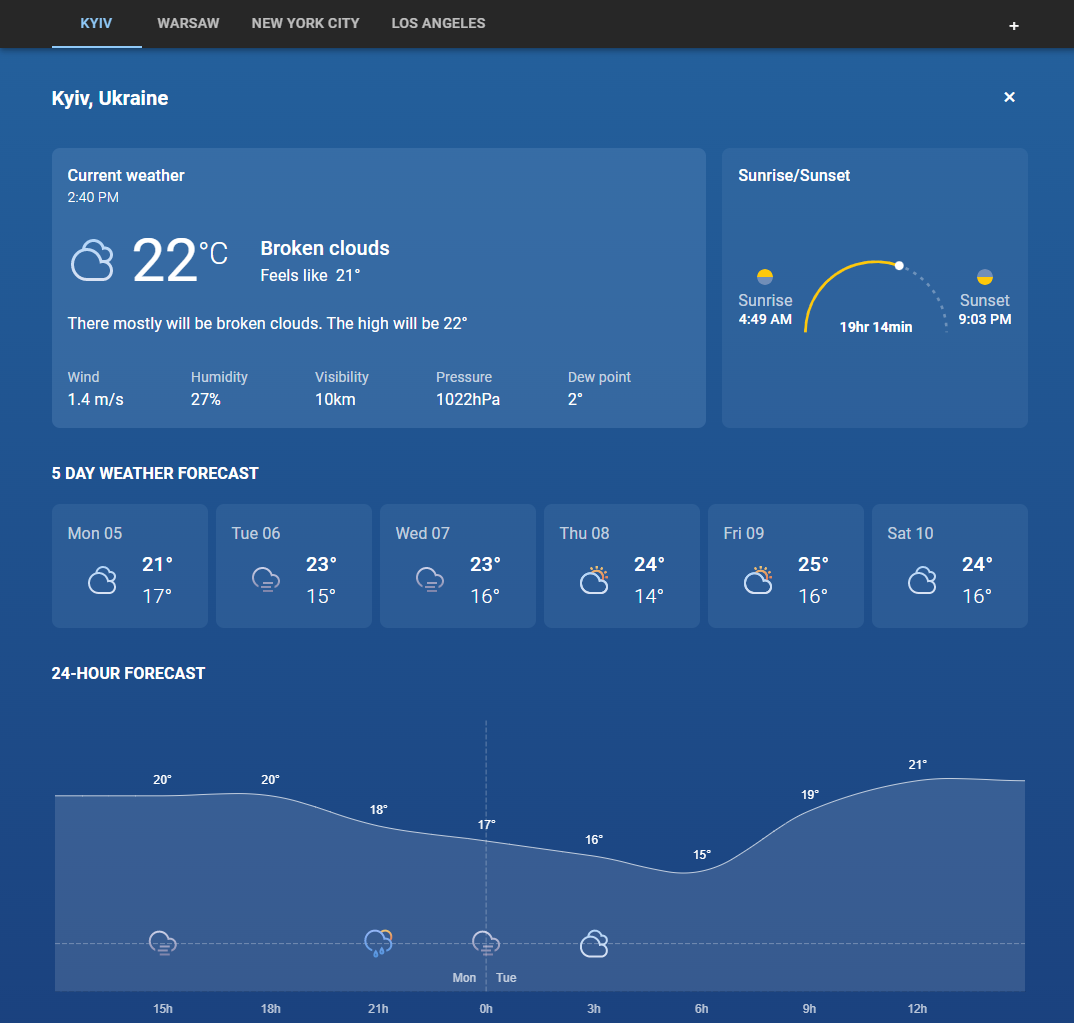 KYIV WARSAW NEW YORK CITY LOS ANGELES +
Kyiv, Ukraine ×
Current weather
2:40 PM
22°C
Broken clouds
Feels like 21°
There mostly will be broken clouds. The high will be 22°
Wind Humidity Visibility Pressure Dew point
1.4 m/s 27% 10km 1022hPa 2°
Sunrise/Sunset
Sunrise
4:49 AM
19hr 14min
Sunset
9:03 PM
5 DAY WEATHER FORECAST
Mon 05 Tue 06 Wed 07 Thu 08 Fri 09 Sat 10
21° 23° 23° 24° 25° 24°
17° 15° 16° 14° 16° 16°
24-HOUR FORECAST
20° 20° 18° 17° 16° 15° 19° 21°
Mon Tue
15h 18h 21h 0h 3h 6h 9h 12h